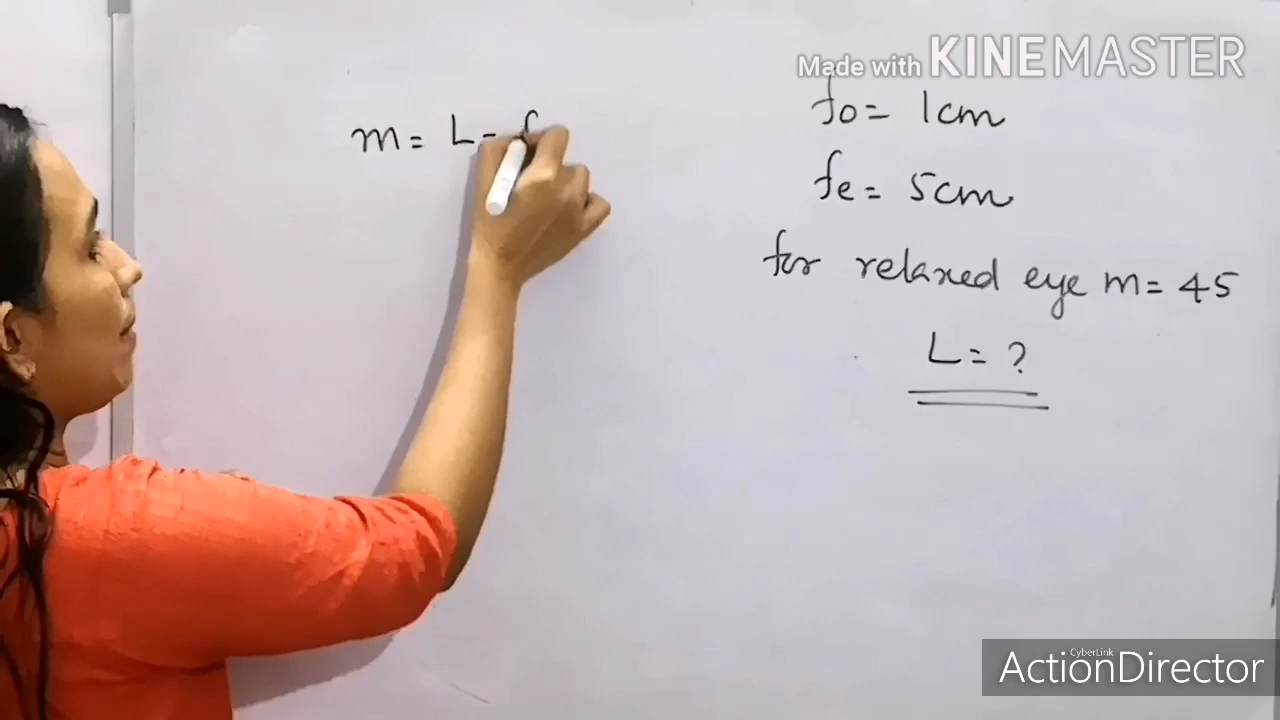 Made with KINEMASTER
m = L - f
fo = 1cm
fe = 5cm
for relaxed eye m = 45
L = ?
CyberLink
ActionDirector